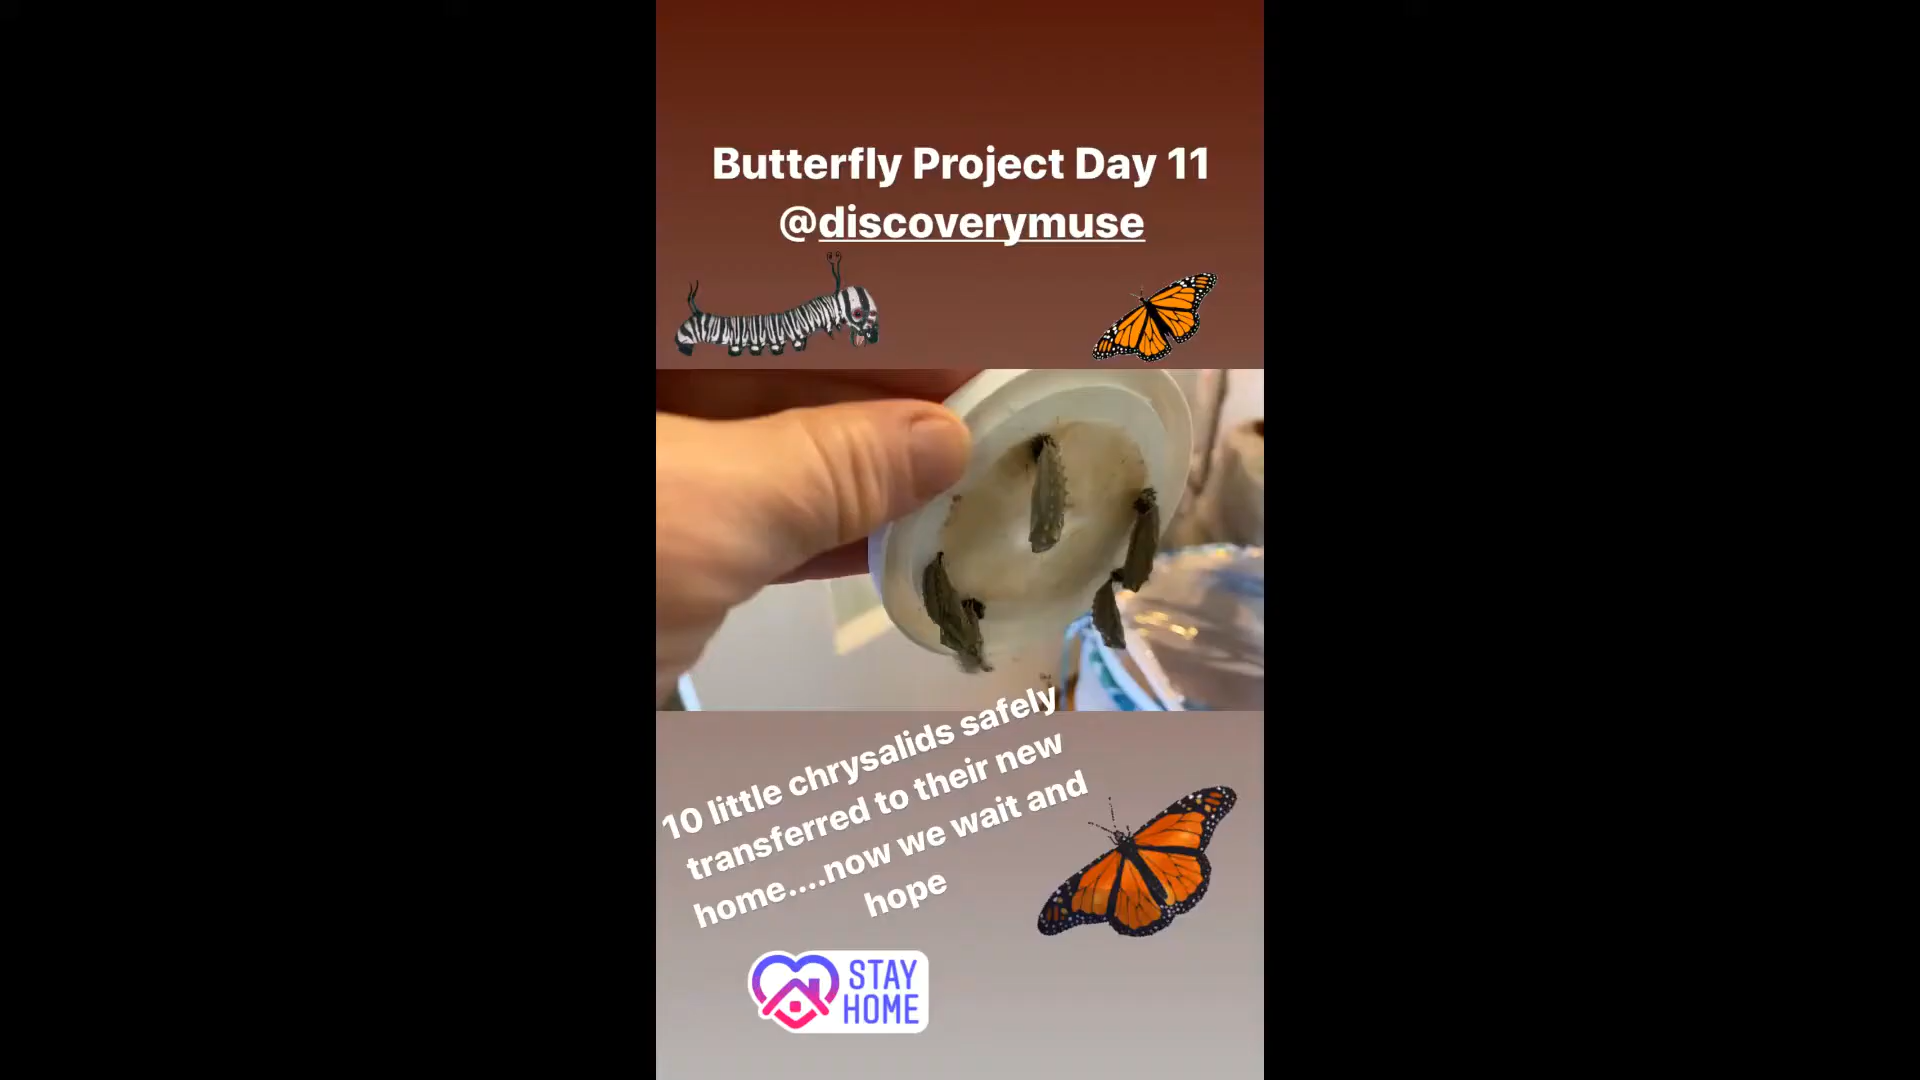 Butterfly Project Day 11
@discoverymuse
10 little chrysalids safely
transferred to their new
home....now we wait and
hope
STAY
HOME